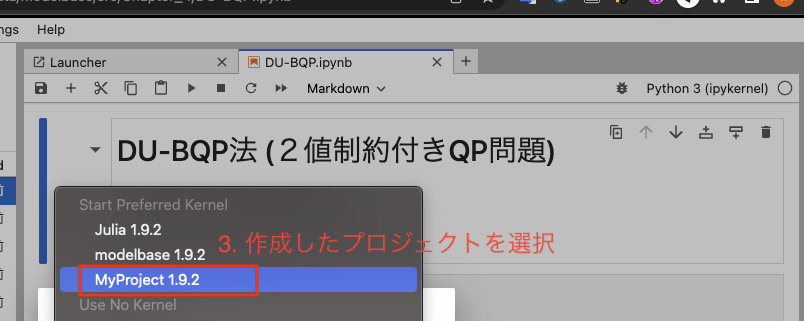 DU-BQP.ipynb
ngs Help
Launcher
DU-BQP.ipynb
Markdown
Python 3 (ipykernel)
DU-BQP法 (２値制約付きQP問題)
Start Preferred Kernel
Julia 1.9.2
modelbase 1.9.2
3. 作成したプロジェクトを選択
MyProject 1.9.2
Use No Kernel